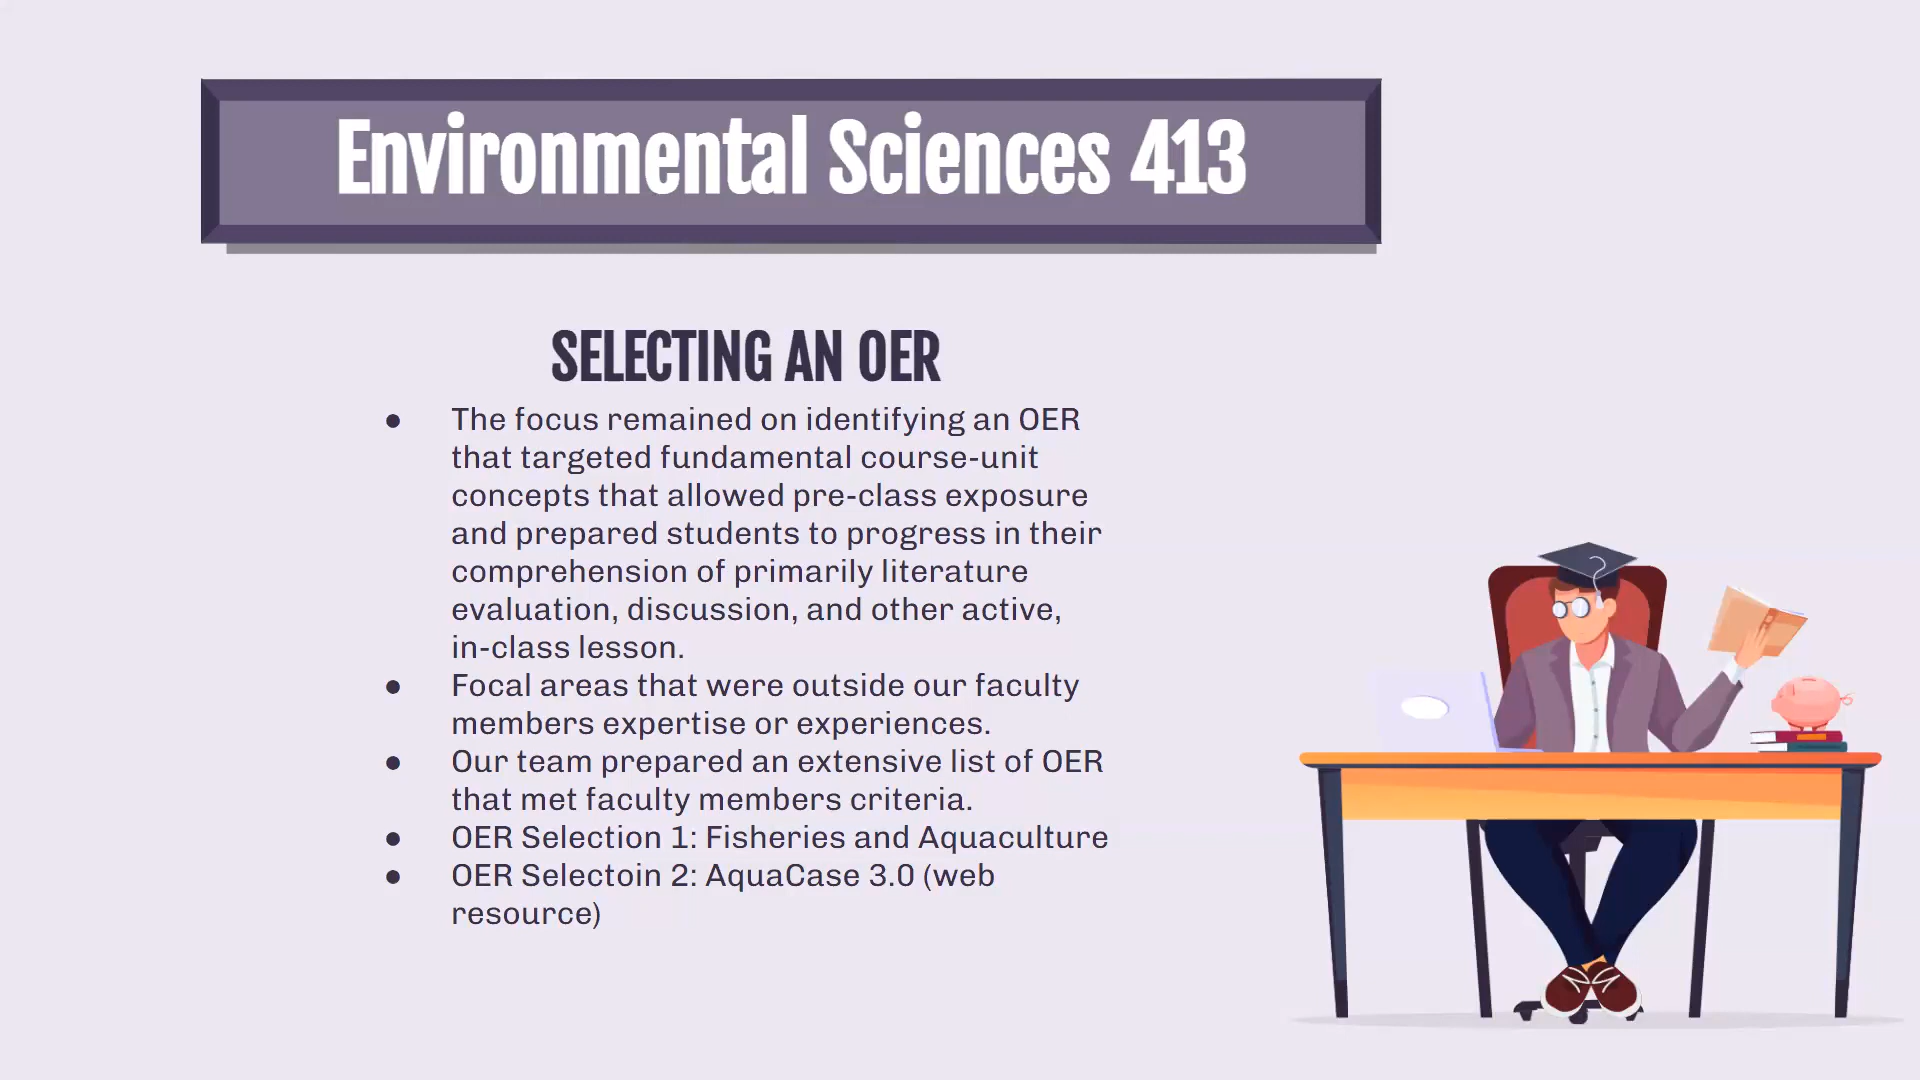 Environmental Sciences 413
SELECTING AN OER
● The focus remained on identifying an OER
that targeted fundamental course-unit
concepts that allowed pre-class exposure
and prepared students to progress in their
comprehension of primarily literature
evaluation, discussion, and other active,
in-class lesson.
● Focal areas that were outside our faculty
members expertise or experiences.
● Our team prepared an extensive list of OER
that met faculty members criteria.
● OER Selection 1: Fisheries and Aquaculture
● OER Selectoin 2: AquaCase 3.0 (web
resource)